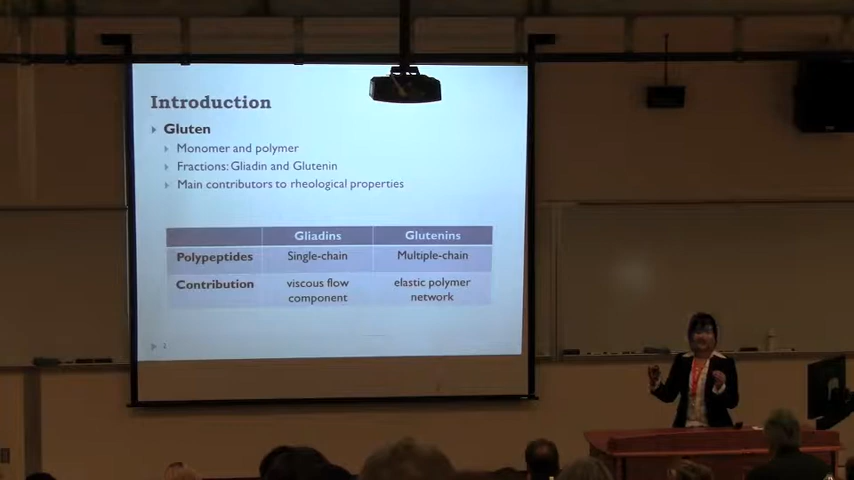 Introduction
Gluten
Monomer and polymer
Fractions: Gliadin and Glutenin
Main contributors to rheological properties
Gliadins Glutenins
Polypeptides Single-chain Multiple-chain
Contribution viscous flow component elastic polymer network